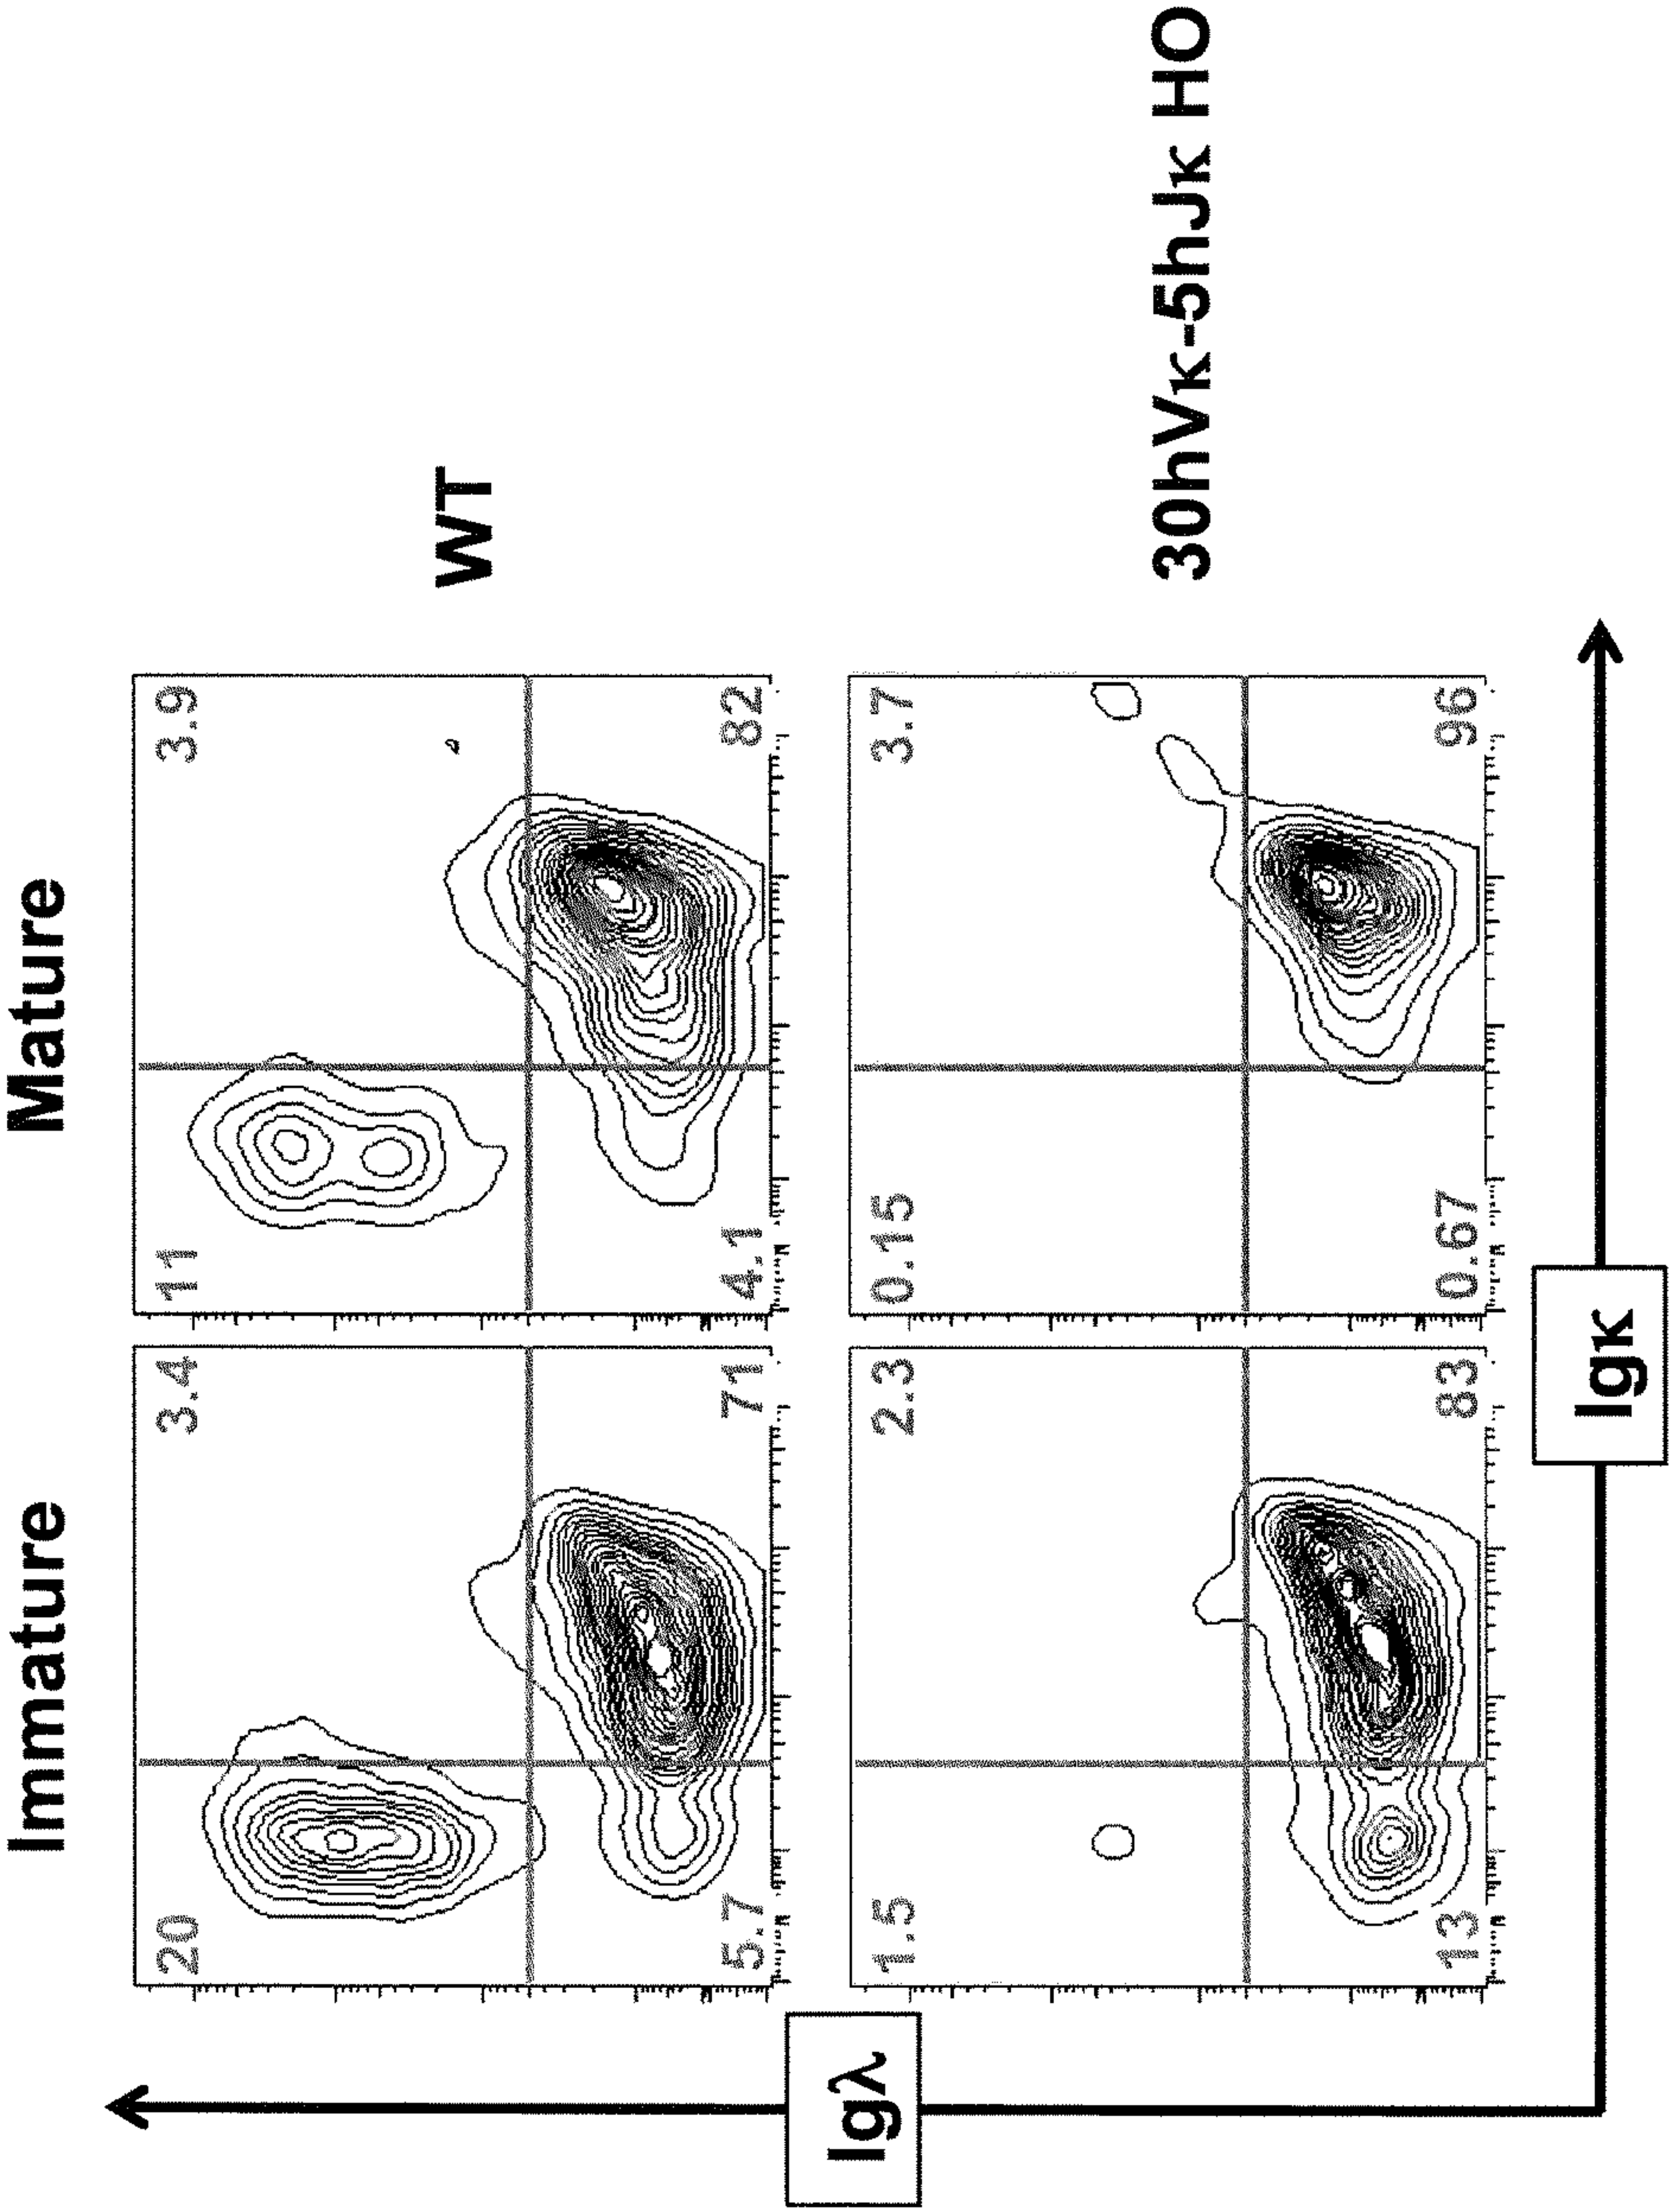 Immature
Mature
20
3.4
11
3.9
WT
5.7
71
4.1
82
1.5
2.3
0.15
3.7
30hVκ-5hJκ HO
13
83
0.67
96
Igλ
Igκ